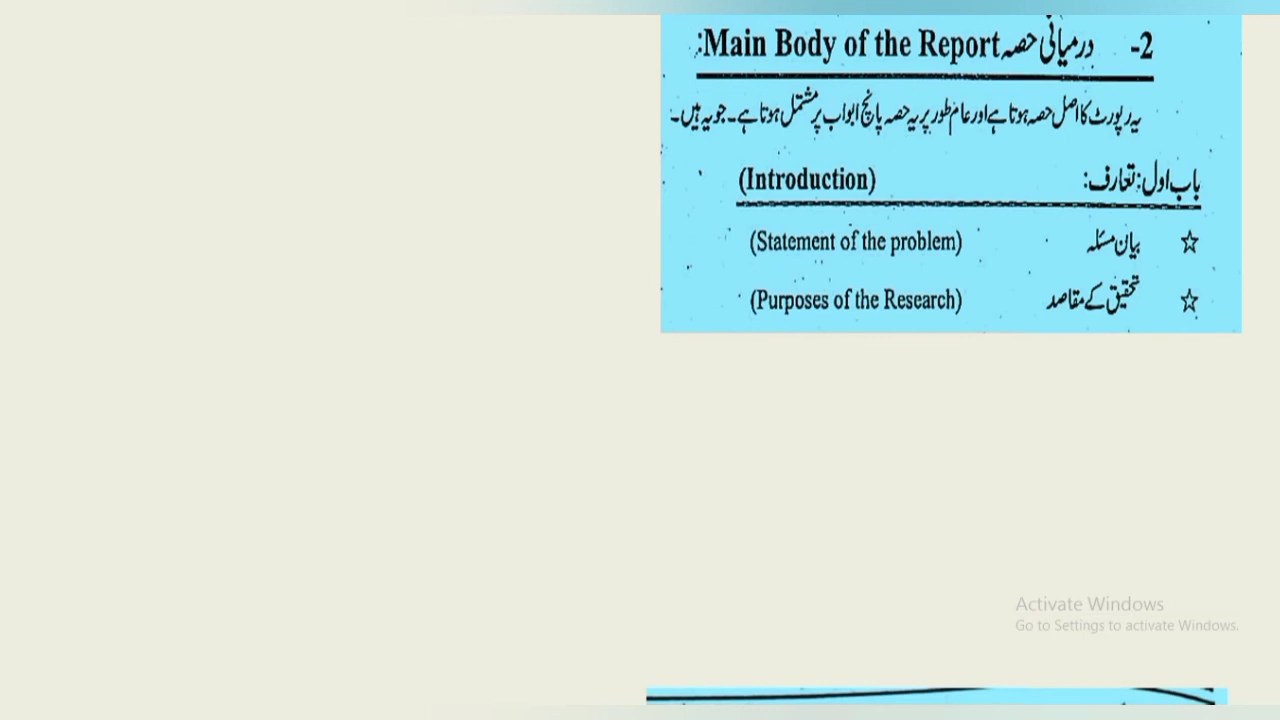 2- درمیانی حصہ Main Body of the Report:
یہ رپورٹ کا اصل حصہ ہوتا ہے اور عام طور پر یہ حصہ پانچ ابواب پر مشتمل ہوتا ہے۔ جو یہ ہیں۔
باب اول: تعارف: (Introduction)
☆ بیان مسئلہ (Statement of the problem)
☆ تحقیق کے مقاصد (Purposes of the Research)
Activate Windows
Go to Settings to activate Windows.